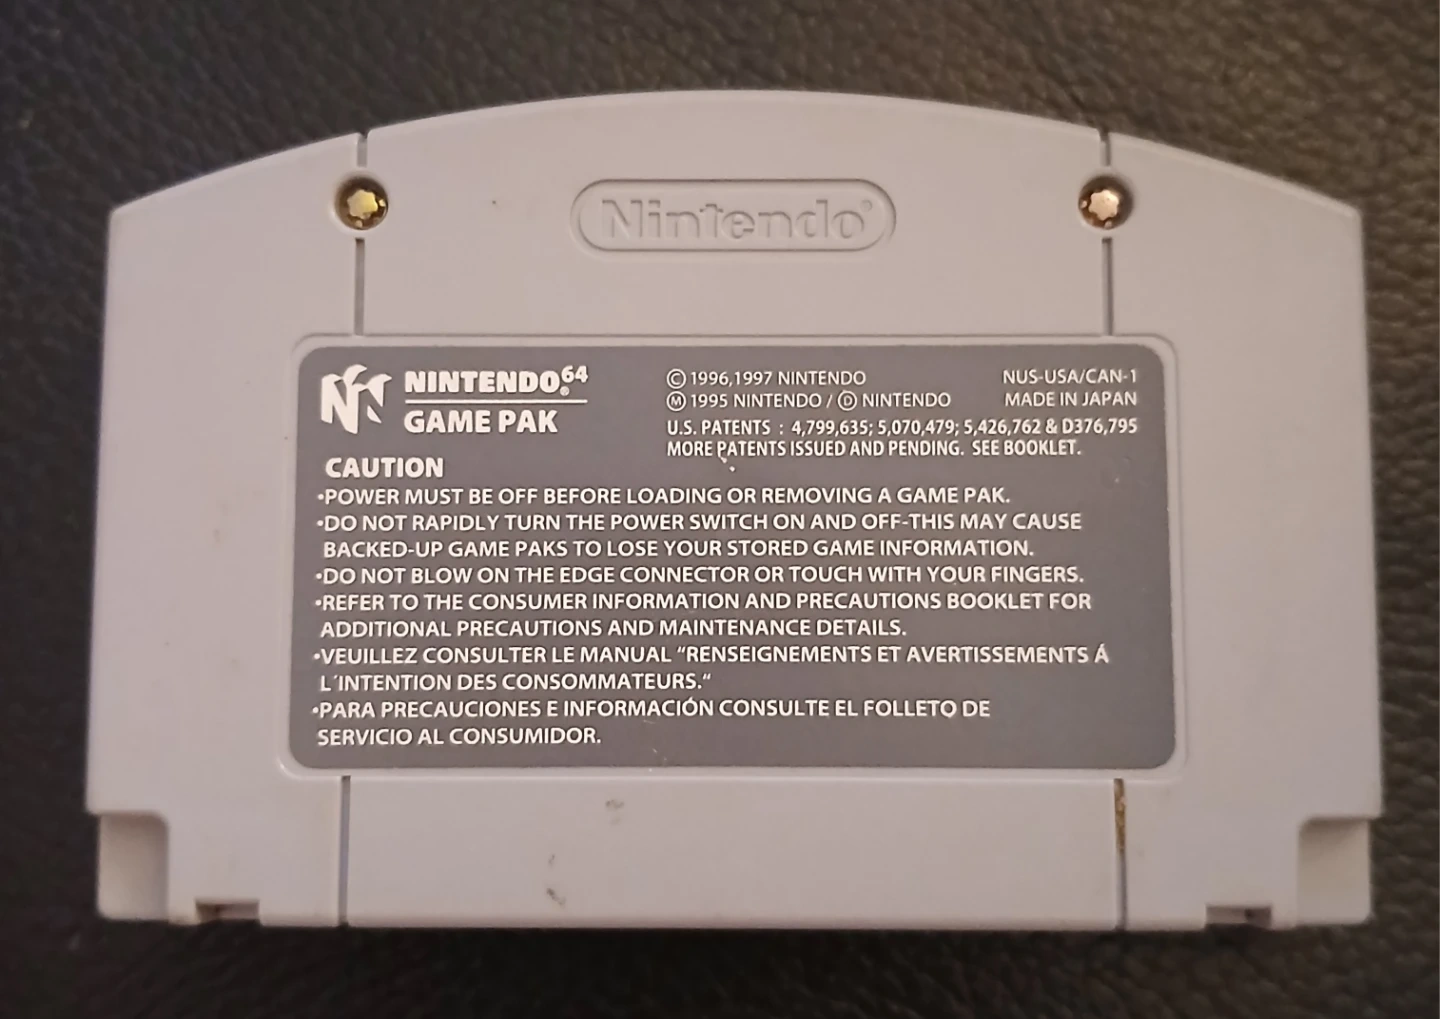 Nintendo®
NINTENDO64®
GAME PAK
© 1996,1997 NINTENDO
Ⓜ 1995 NINTENDO / Ⓓ NINTENDO
NUS-USA/CAN-1
MADE IN JAPAN
U.S. PATENTS : 4,799,635; 5,070,479; 5,426,762 & D376,795
MORE PATENTS ISSUED AND PENDING. SEE BOOKLET.
CAUTION
•POWER MUST BE OFF BEFORE LOADING OR REMOVING A GAME PAK.
•DO NOT RAPIDLY TURN THE POWER SWITCH ON AND OFF-THIS MAY CAUSE
BACKED-UP GAME PAKS TO LOSE YOUR STORED GAME INFORMATION.
•DO NOT BLOW ON THE EDGE CONNECTOR OR TOUCH WITH YOUR FINGERS.
•REFER TO THE CONSUMER INFORMATION AND PRECAUTIONS BOOKLET FOR
ADDITIONAL PRECAUTIONS AND MAINTENANCE DETAILS.
•VEUILLEZ CONSULTER LE MANUAL “RENSEIGNEMENTS ET AVERTISSEMENTS Á
L´INTENTION DES CONSOMMATEURS.“
•PARA PRECAUCIONES E INFORMACIÓN CONSULTE EL FOLLETO DE
SERVICIO AL CONSUMIDOR.